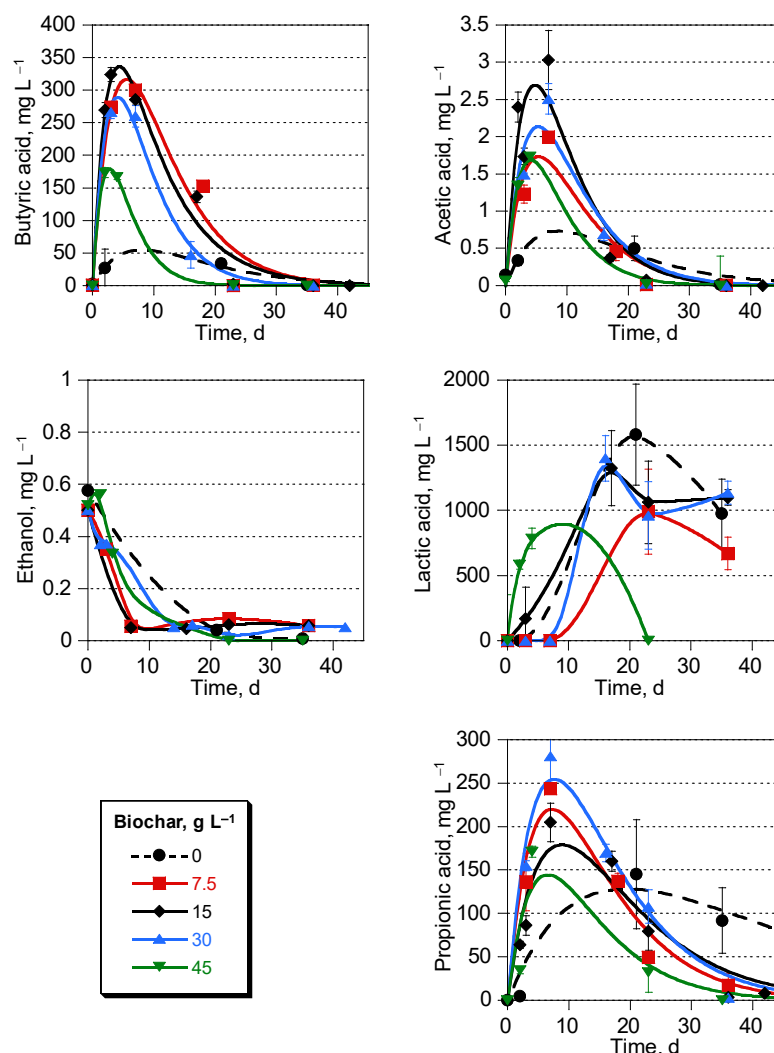 400
350
300
250
200
150
100
50
0
Butyric acid, mg L⁻¹
0 10 20 30 40
Time, d
3.5
3
2.5
2
1.5
1
0.5
0
Acetic acid, mg L⁻¹
0 10 20 30 40
Time, d
1
0.8
0.6
0.4
0.2
0
Ethanol, mg L⁻¹
0 10 20 30 40
Time, d
2000
1500
1000
500
0
Lactic acid, mg L⁻¹
0 10 20 30 40
Time, d
Biochar, g L⁻¹
0
7.5
15
30
45
300
250
200
150
100
50
0
Propionic acid, mg L⁻¹
0 10 20 30 40
Time, d